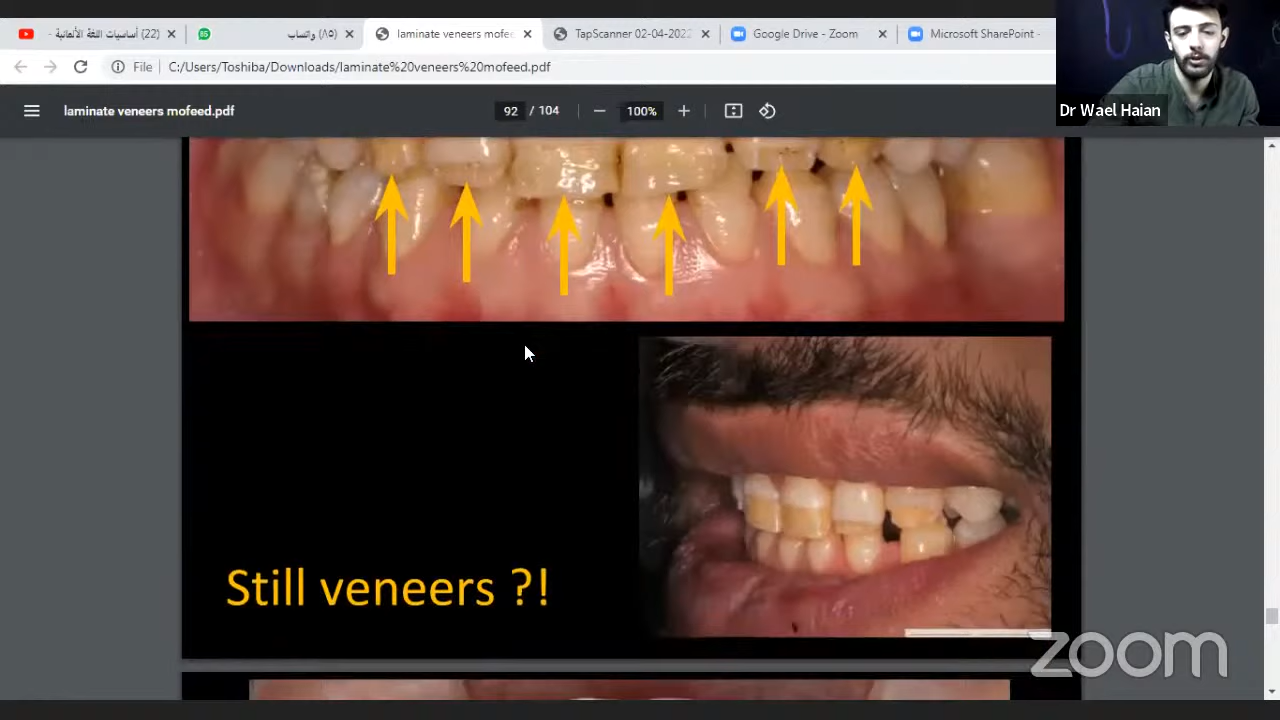 (22) أساسيات اللغة الألمانية -
(٨٥) واتساب
laminate veneers mofee
TapScanner 02-04-2022
Google Drive - Zoom
Microsoft SharePoint -
File
C:/Users/Toshiba/Downloads/laminate%20veneers%20mofeed.pdf
laminate veneers mofeed.pdf
92 / 104
100%
Dr Wael Haian
Still veneers ?!
zoom